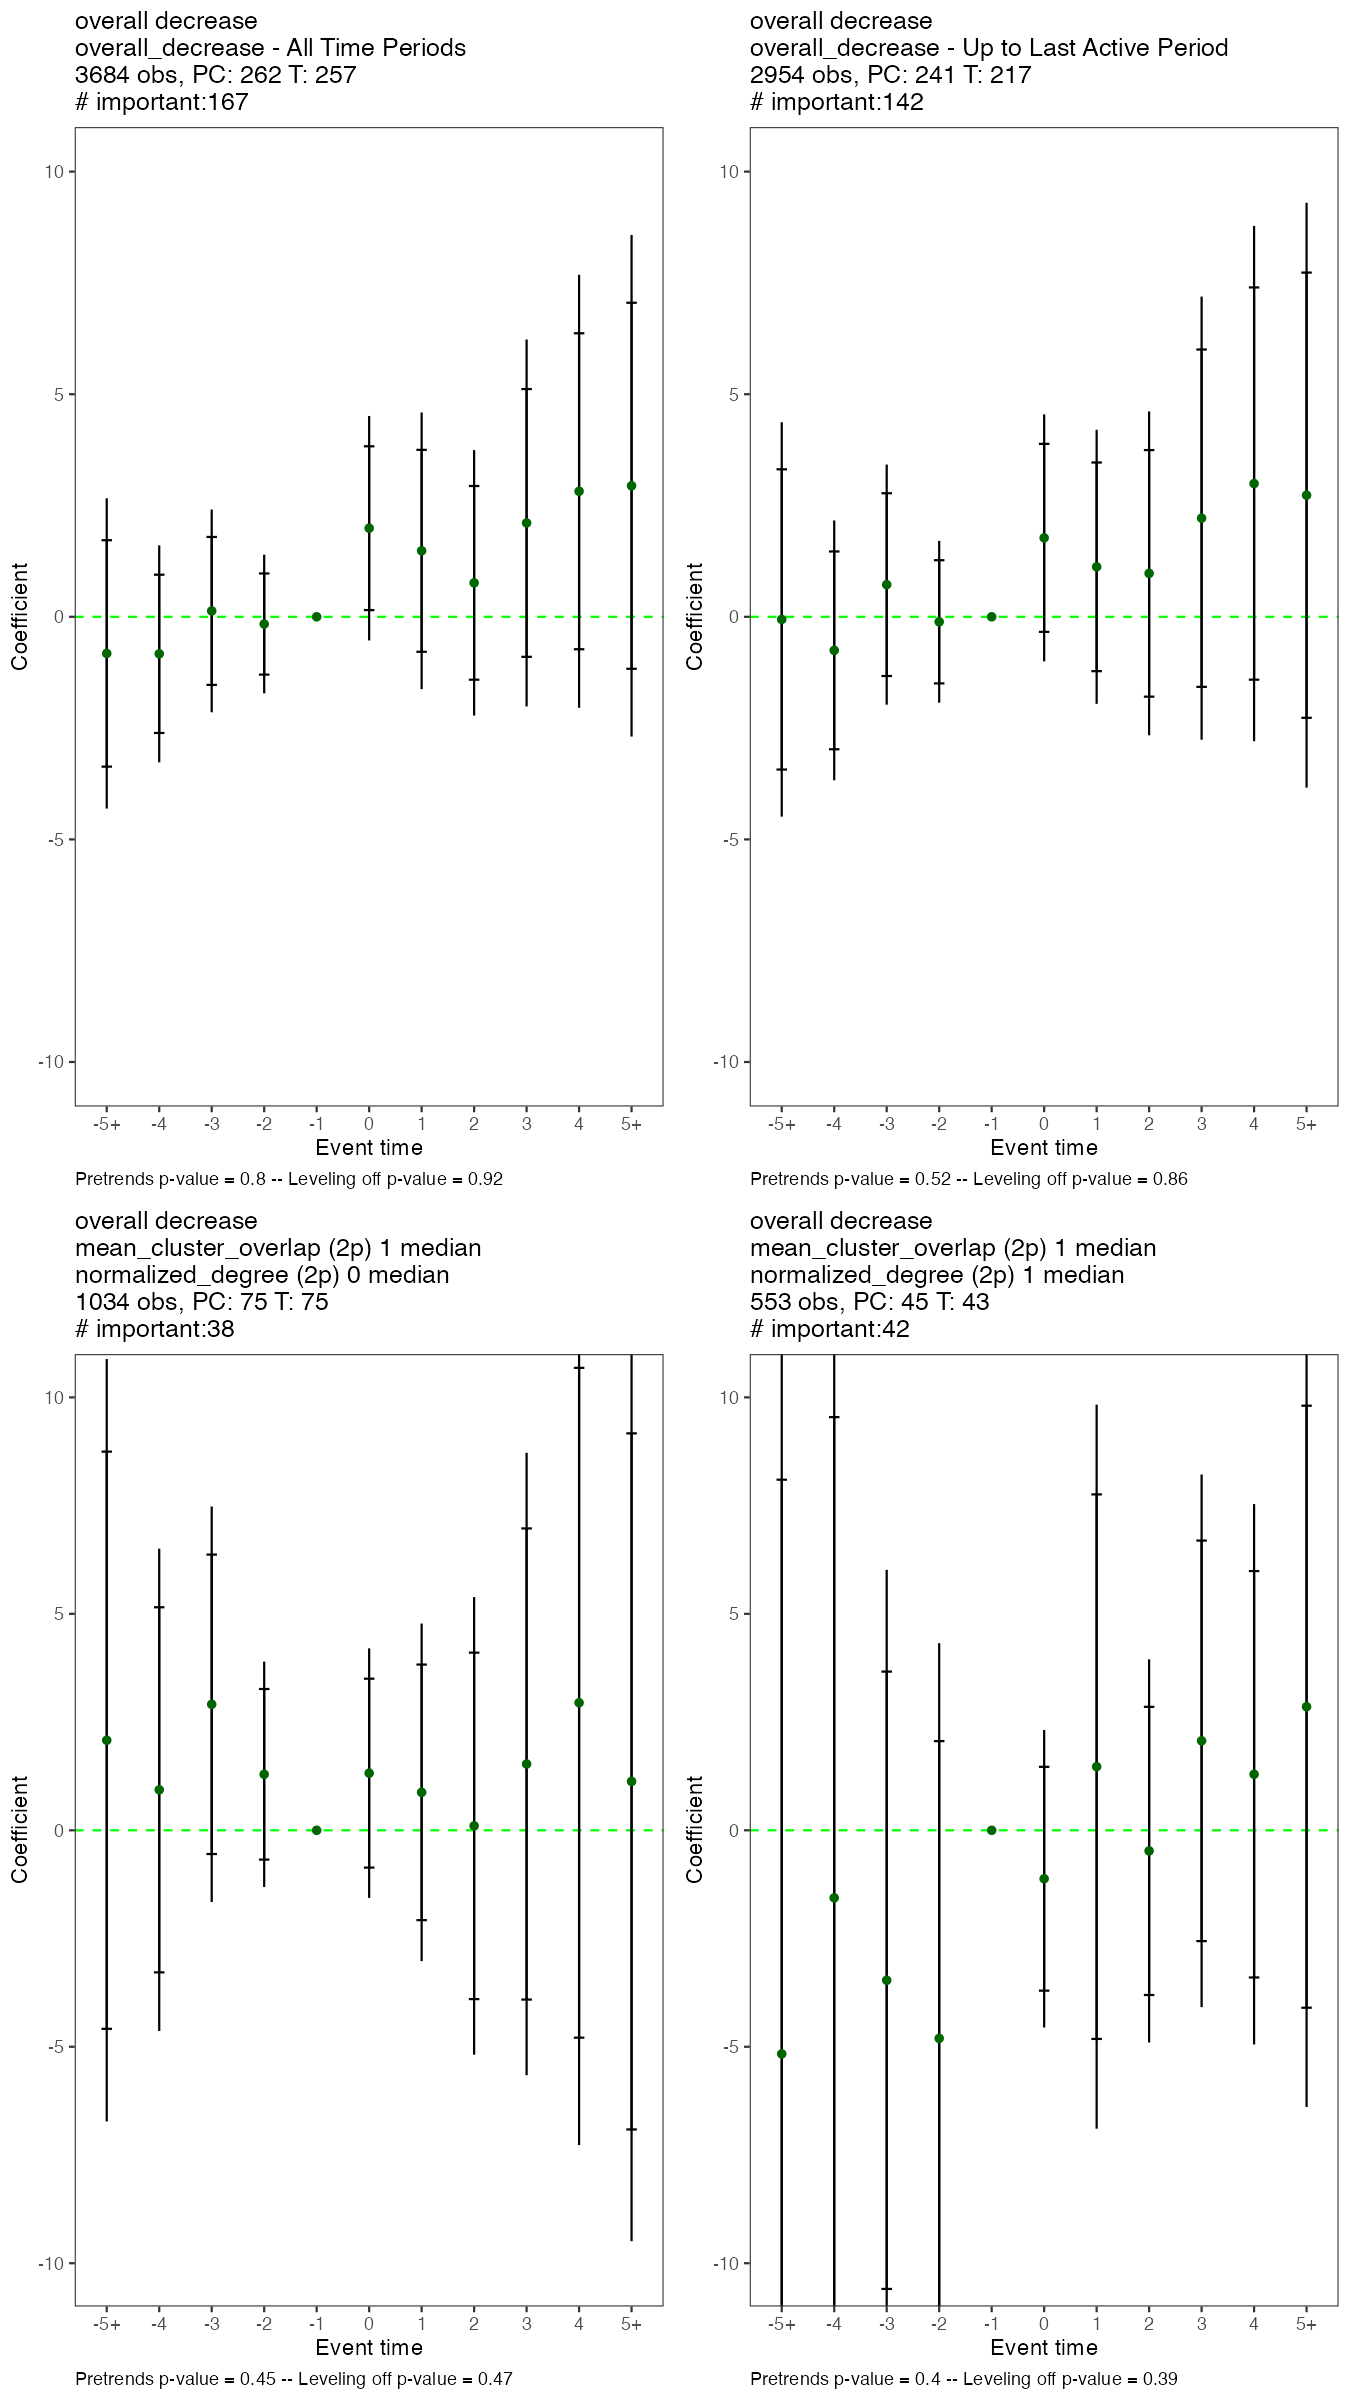 overall decrease
overall_decrease - All Time Periods
3684 obs, PC: 262 T: 257
# important:167
10
5
0
-5
-10
Coefficient
-5+ -4 -3 -2 -1 0 1 2 3 4 5+
Event time
Pretrends p-value = 0.8 -- Leveling off p-value = 0.92
overall decrease
overall_decrease - Up to Last Active Period
2954 obs, PC: 241 T: 217
# important:142
10
5
0
-5
-10
Coefficient
-5+ -4 -3 -2 -1 0 1 2 3 4 5+
Event time
Pretrends p-value = 0.52 -- Leveling off p-value = 0.86
overall decrease
mean_cluster_overlap (2p) 1 median
normalized_degree (2p) 0 median
1034 obs, PC: 75 T: 75
# important:38
10
5
0
-5
-10
Coefficient
-5+ -4 -3 -2 -1 0 1 2 3 4 5+
Event time
Pretrends p-value = 0.45 -- Leveling off p-value = 0.47
overall decrease
mean_cluster_overlap (2p) 1 median
normalized_degree (2p) 1 median
553 obs, PC: 45 T: 43
# important:42
10
5
0
-5
-10
Coefficient
-5+ -4 -3 -2 -1 0 1 2 3 4 5+
Event time
Pretrends p-value = 0.4 -- Leveling off p-value = 0.39